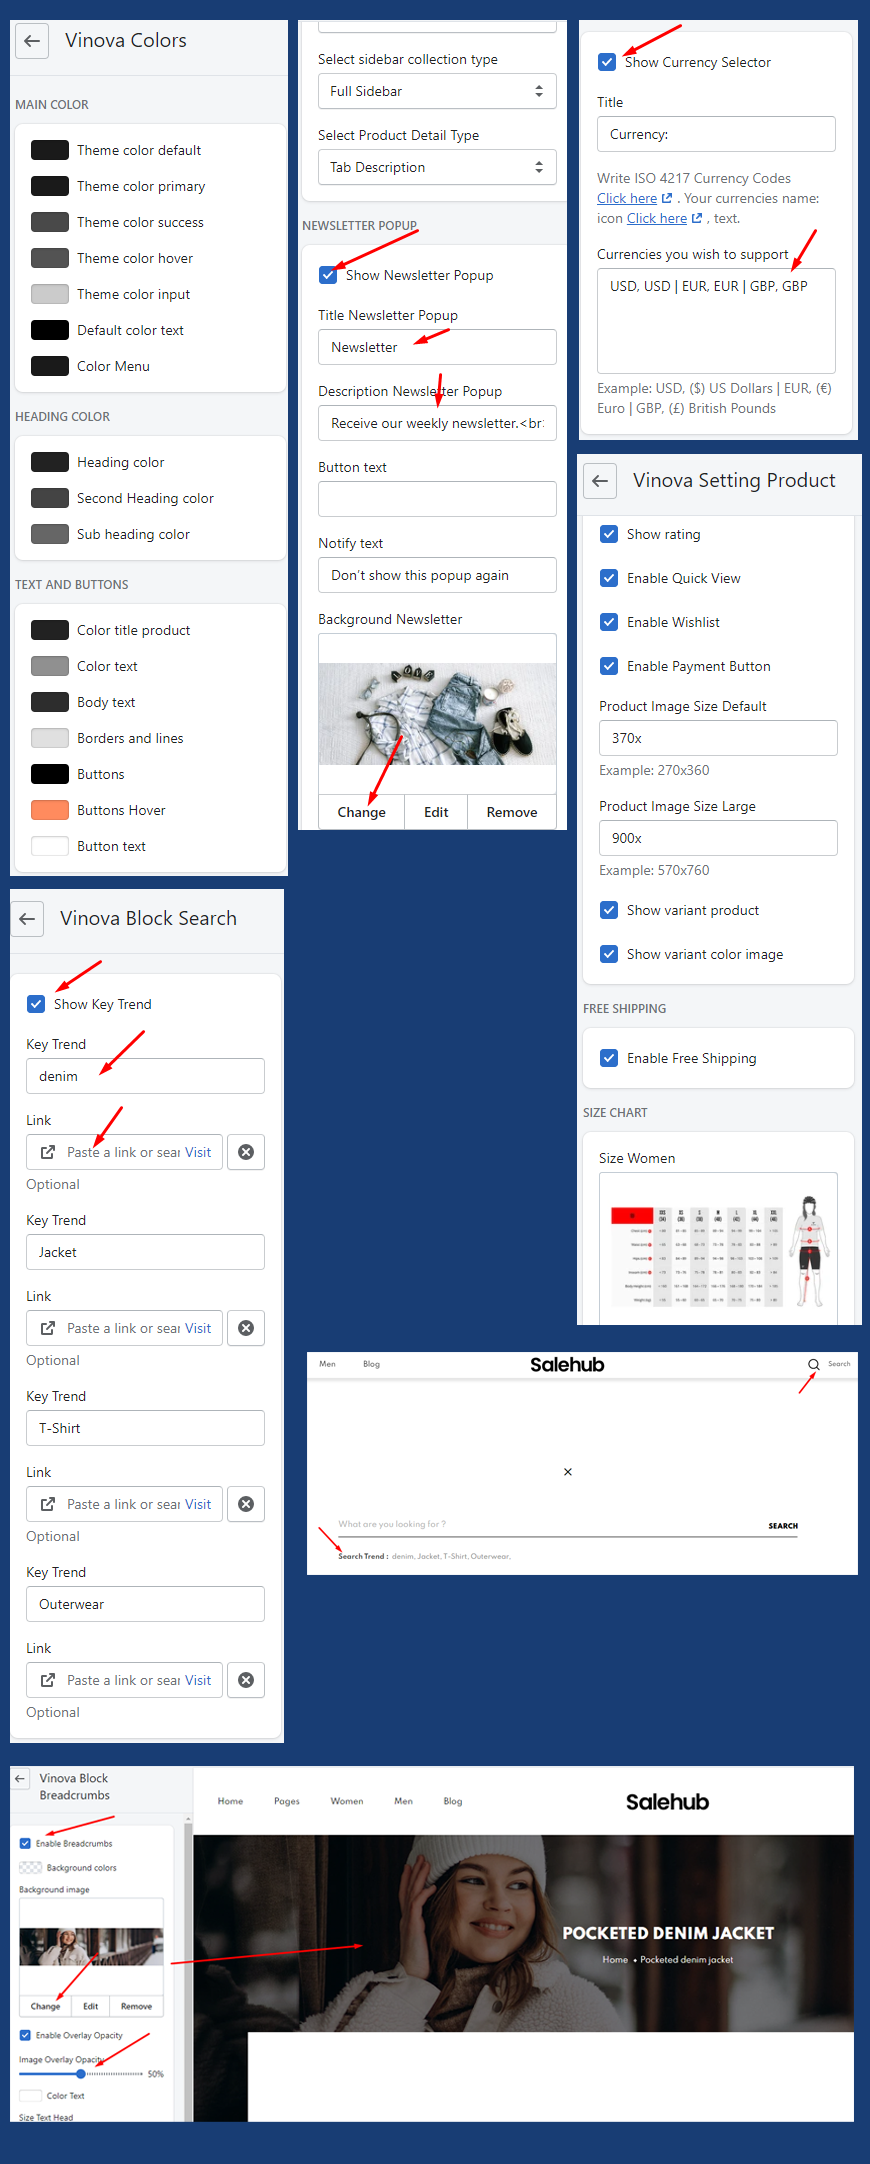 Vinova Colors
MAIN COLOR
Theme color default
Theme color primary
Theme color success
Theme color hover
Theme color input
Default color text
Color Menu
HEADING COLOR
Heading color
Second Heading color
Sub heading color
TEXT AND BUTTONS
Color title product
Color text
Body text
Borders and lines
Buttons
Buttons Hover
Button text
Select sidebar collection type
Full Sidebar
Select Product Detail Type
Tab Description
NEWSLETTER POPUP
Show Newsletter Popup
Title Newsletter Popup
Newsletter
Description Newsletter Popup
Receive our weekly newsletter.<br
Button text
Notify text
Don't show this popup again
Background Newsletter
Change Edit Remove
Show Currency Selector
Title
Currency:
Write ISO 4217 Currency Codes
Click here . Your currencies name:
icon Click here , text.
Currencies you wish to support
USD, USD | EUR, EUR | GBP, GBP
Example: USD, ($) US Dollars | EUR, (€)
Euro | GBP, (£) British Pounds
Vinova Setting Product
Show rating
Enable Quick View
Enable Wishlist
Enable Payment Button
Product Image Size Default
370x
Example: 270x360
Product Image Size Large
900x
Example: 570x760
Show variant product
Show variant color image
FREE SHIPPING
Enable Free Shipping
SIZE CHART
Size Women
Vinova Block Search
Show Key Trend
Key Trend
denim
Link
Paste a link or sear Visit
Optional
Key Trend
Jacket
Link
Paste a link or sear Visit
Optional
Key Trend
T-Shirt
Link
Paste a link or sear Visit
Optional
Key Trend
Outerwear
Link
Paste a link or sear Visit
Optional
Men Blog Salehub Search
What are you looking for ? SEARCH
Search Trend : denim, Jacket, T-Shirt, Outerwear,
Vinova Block
Breadcrumbs
Enable Breadcrumbs
Background colors
Background image
Change Edit Remove
Enable Overlay Opacity
Image Overlay Opacity
50%
Color Text
Size Text Head
Home Pages Women Men Blog Salehub
POCKETED DENIM JACKET
Home • Pocketed denim jacket